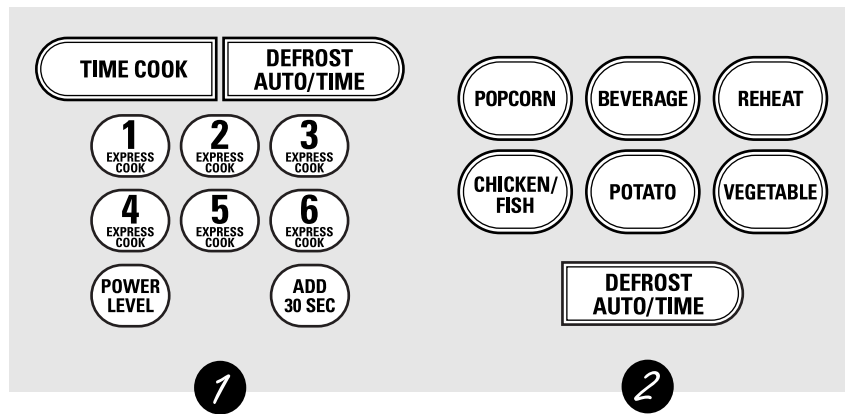 TIME COOK
DEFROST
AUTO/TIME
1
EXPRESS
COOK
2
EXPRESS
COOK
3
EXPRESS
COOK
4
EXPRESS
COOK
5
EXPRESS
COOK
6
EXPRESS
COOK
POWER
LEVEL
ADD
30 SEC
1
POPCORN
BEVERAGE
REHEAT
CHICKEN/
FISH
POTATO
VEGETABLE
DEFROST
AUTO/TIME
2